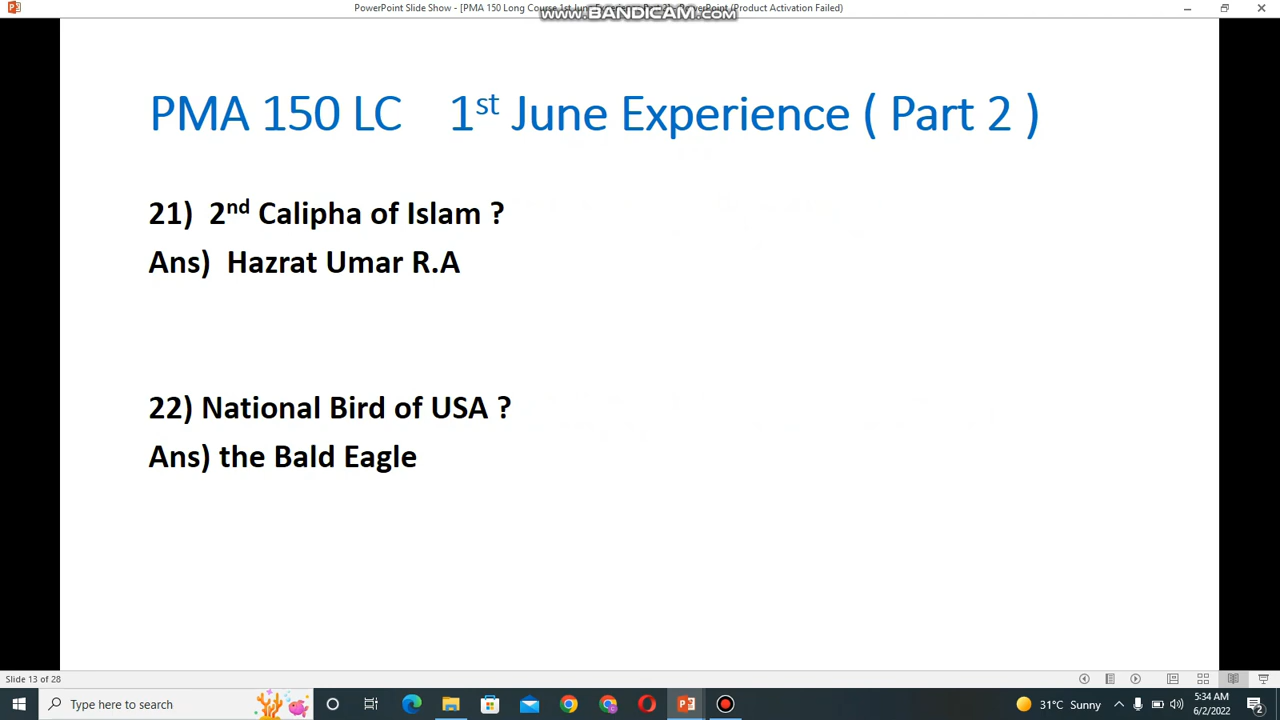 PowerPoint Slide Show - [PMA 150 Long Course 1st June Experience Part 2] - PowerPoint (Product Activation Failed)
www.BANDICAM.com
PMA 150 LC 1st June Experience ( Part 2 )
21) 2nd Calipha of Islam ?
Ans) Hazrat Umar R.A
22) National Bird of USA ?
Ans) the Bald Eagle
Slide 13 of 28
Type here to search
31°C Sunny
5:34 AM
6/2/2022
2